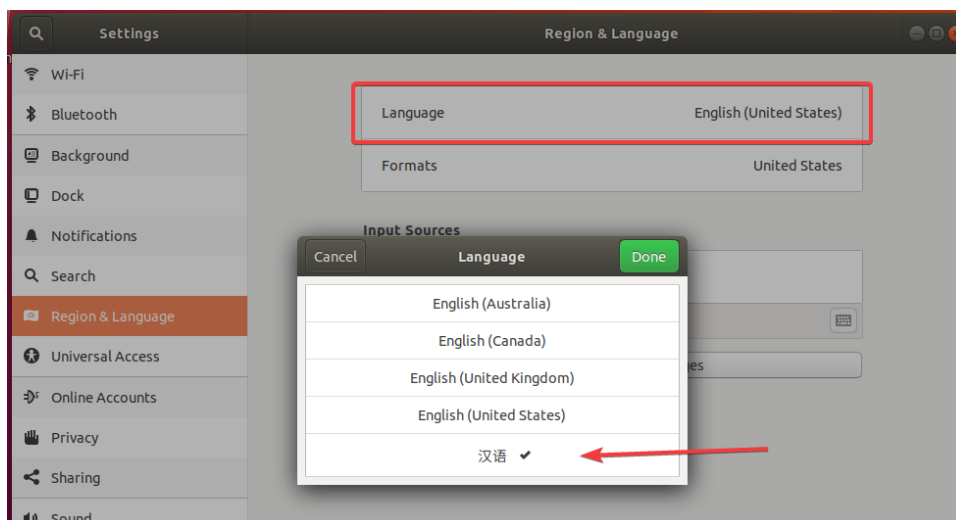 Settings
Region & Language
Wi-Fi
Bluetooth
Background
Dock
Notifications
Search
Region & Language
Universal Access
Online Accounts
Privacy
Sharing
Sound
Language English (United States)
Formats United States
Input Sources
Cancel Language Done
English (Australia)
English (Canada)
English (United Kingdom)
English (United States)
汉语